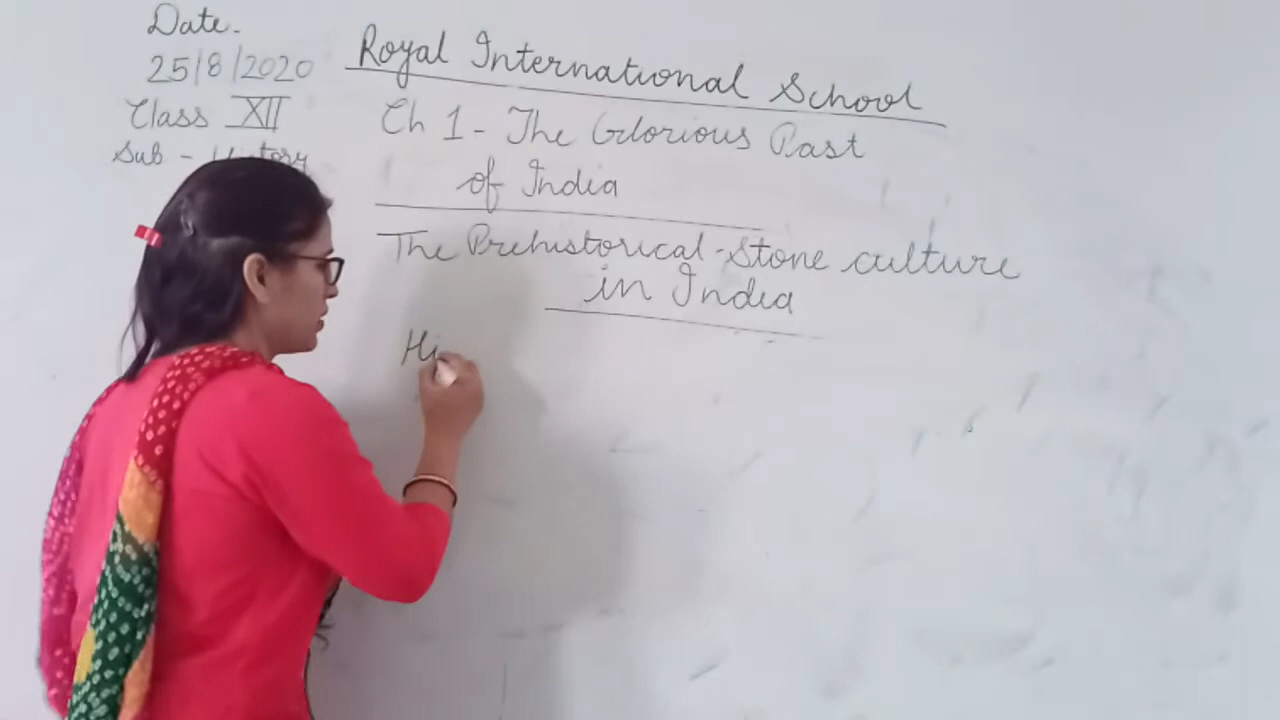 Date.
25/8/2020
Class XII
Sub - History
Royal International School
Ch 1 - The Glorious Past
of India
The Prehistorical-Stone culture
in India
Hi